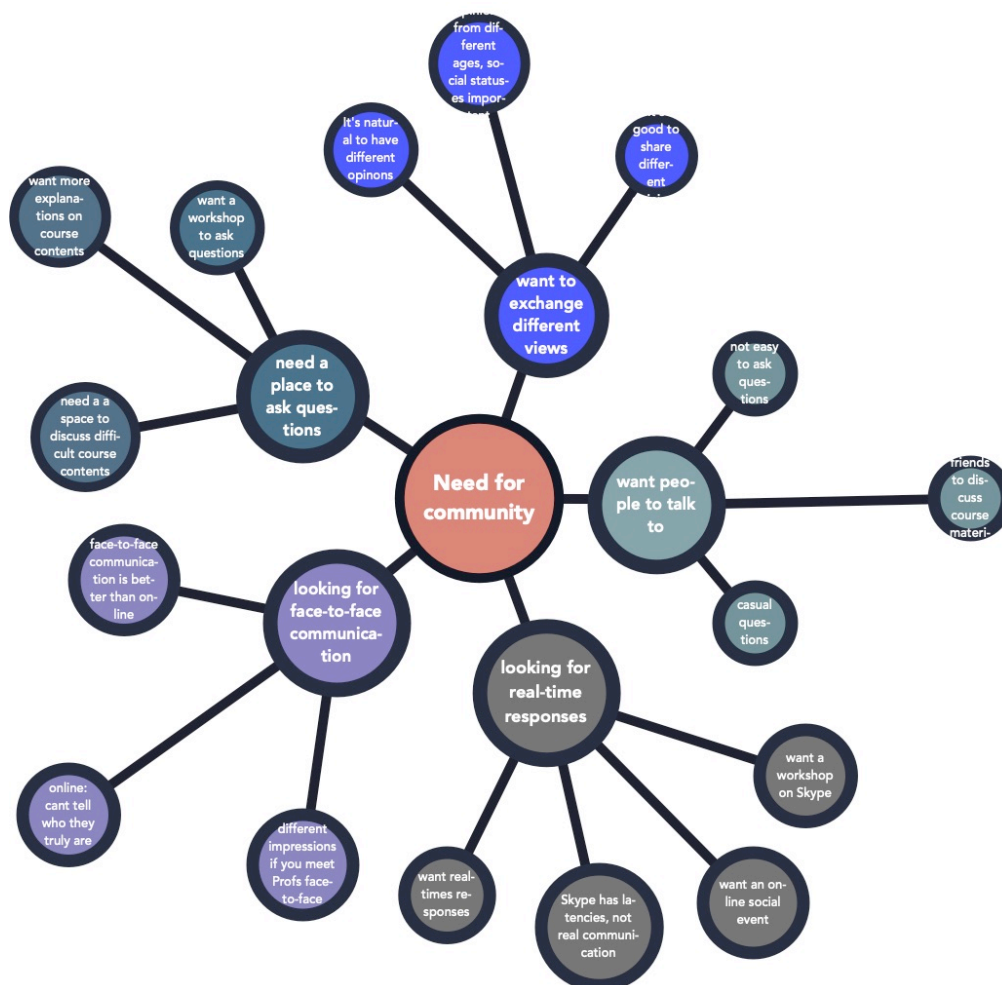 from dif-
ferent
ages, so-
cial status-
es impor-
It's natur-
al to have
different
opinons
good to
share
differ-
ent
want more
explana-
tions on
course
contents
want a
workshop
to ask
questions
want to
exchange
different
views
need a
place to
ask ques-
tions
not easy
to ask
ques-
tions
need a a
space to
discuss diffi-
cult course
contents
Need for
community
want peo-
ple to talk
to
friends
to dis-
cuss
course
materi-
face-to-face
communica-
tion is bet-
ter than on-
line
looking for
face-to-face
communica-
tion
casual
ques-
tions
looking for
real-time
responses
online:
cant tell
who they
truly are
different
impressions
if you meet
Profs face-
to-face
want real-
times re-
sponses
Skype has la-
tencies, not
real communi-
cation
want an on-
line social
event
want a
workshop
on Skype